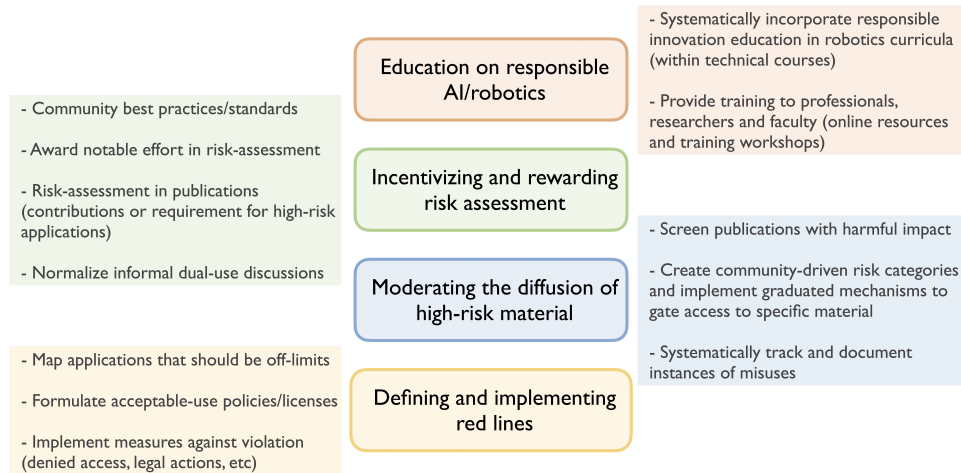 Education on responsible
AI/robotics
- Systematically incorporate responsible
innovation education in robotics curricula
(within technical courses)
- Provide training to professionals,
researchers and faculty (online resources
and training workshops)
Incentivizing and rewarding
risk assessment
- Community best practices/standards
- Award notable effort in risk-assessment
- Risk-assessment in publications
(contributions or requirement for high-risk
applications)
- Normalize informal dual-use discussions
Moderating the diffusion of
high-risk material
- Screen publications with harmful impact
- Create community-driven risk categories
and implement graduated mechanisms to
gate access to specific material
- Systematically track and document
instances of misuses
Defining and implementing
red lines
- Map applications that should be off-limits
- Formulate acceptable-use policies/licenses
- Implement measures against violation
(denied access, legal actions, etc)